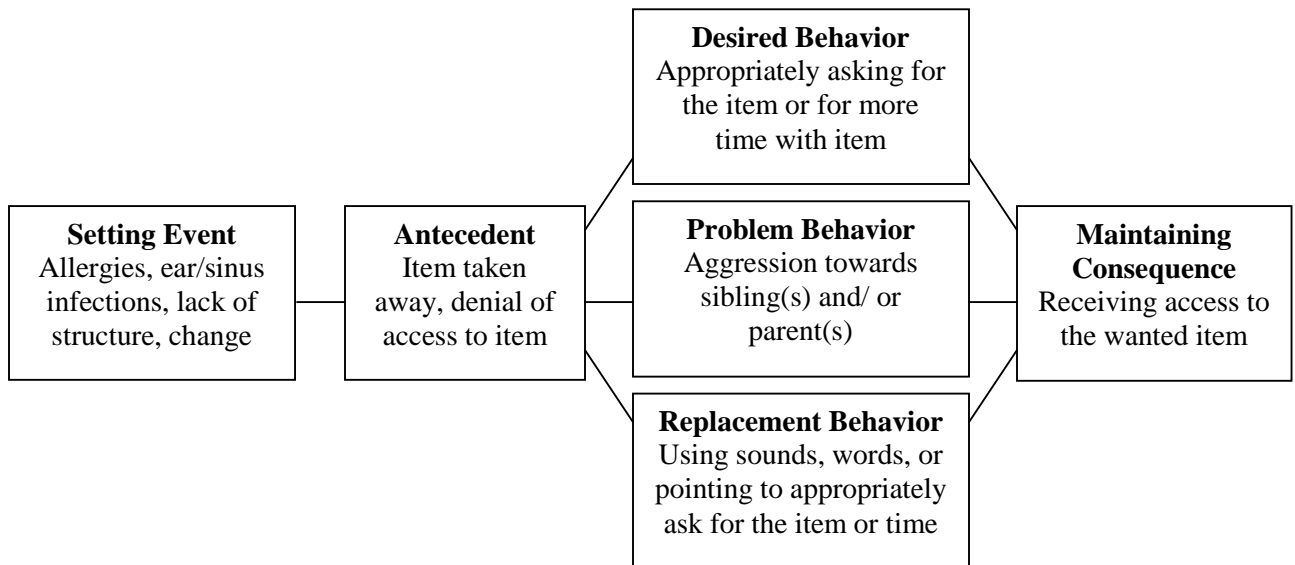 Setting Event
Allergies, ear/sinus
infections, lack of
structure, change
Antecedent
Item taken
away, denial of
access to item
Desired Behavior
Appropriately asking for
the item or for more
time with item
Problem Behavior
Aggression towards
sibling(s) and/ or
parent(s)
Replacement Behavior
Using sounds, words, or
pointing to appropriately
ask for the item or time
Maintaining
Consequence
Receiving access to
the wanted item